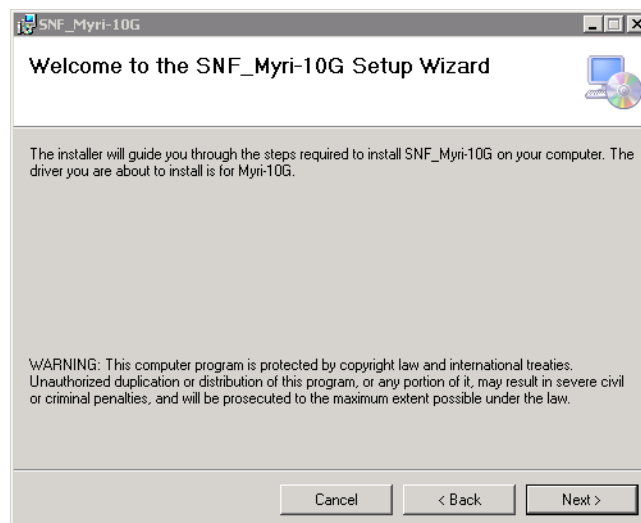 SNF_Myri-10G
Welcome to the SNF_Myri-10G Setup Wizard
The installer will guide you through the steps required to install SNF_Myri-10G on your computer. The
driver you are about to install is for Myri-10G.
WARNING: This computer program is protected by copyright law and international treaties.
Unauthorized duplication or distribution of this program, or any portion of it, may result in severe civil
or criminal penalties, and will be prosecuted to the maximum extent possible under the law.
Cancel < Back Next >